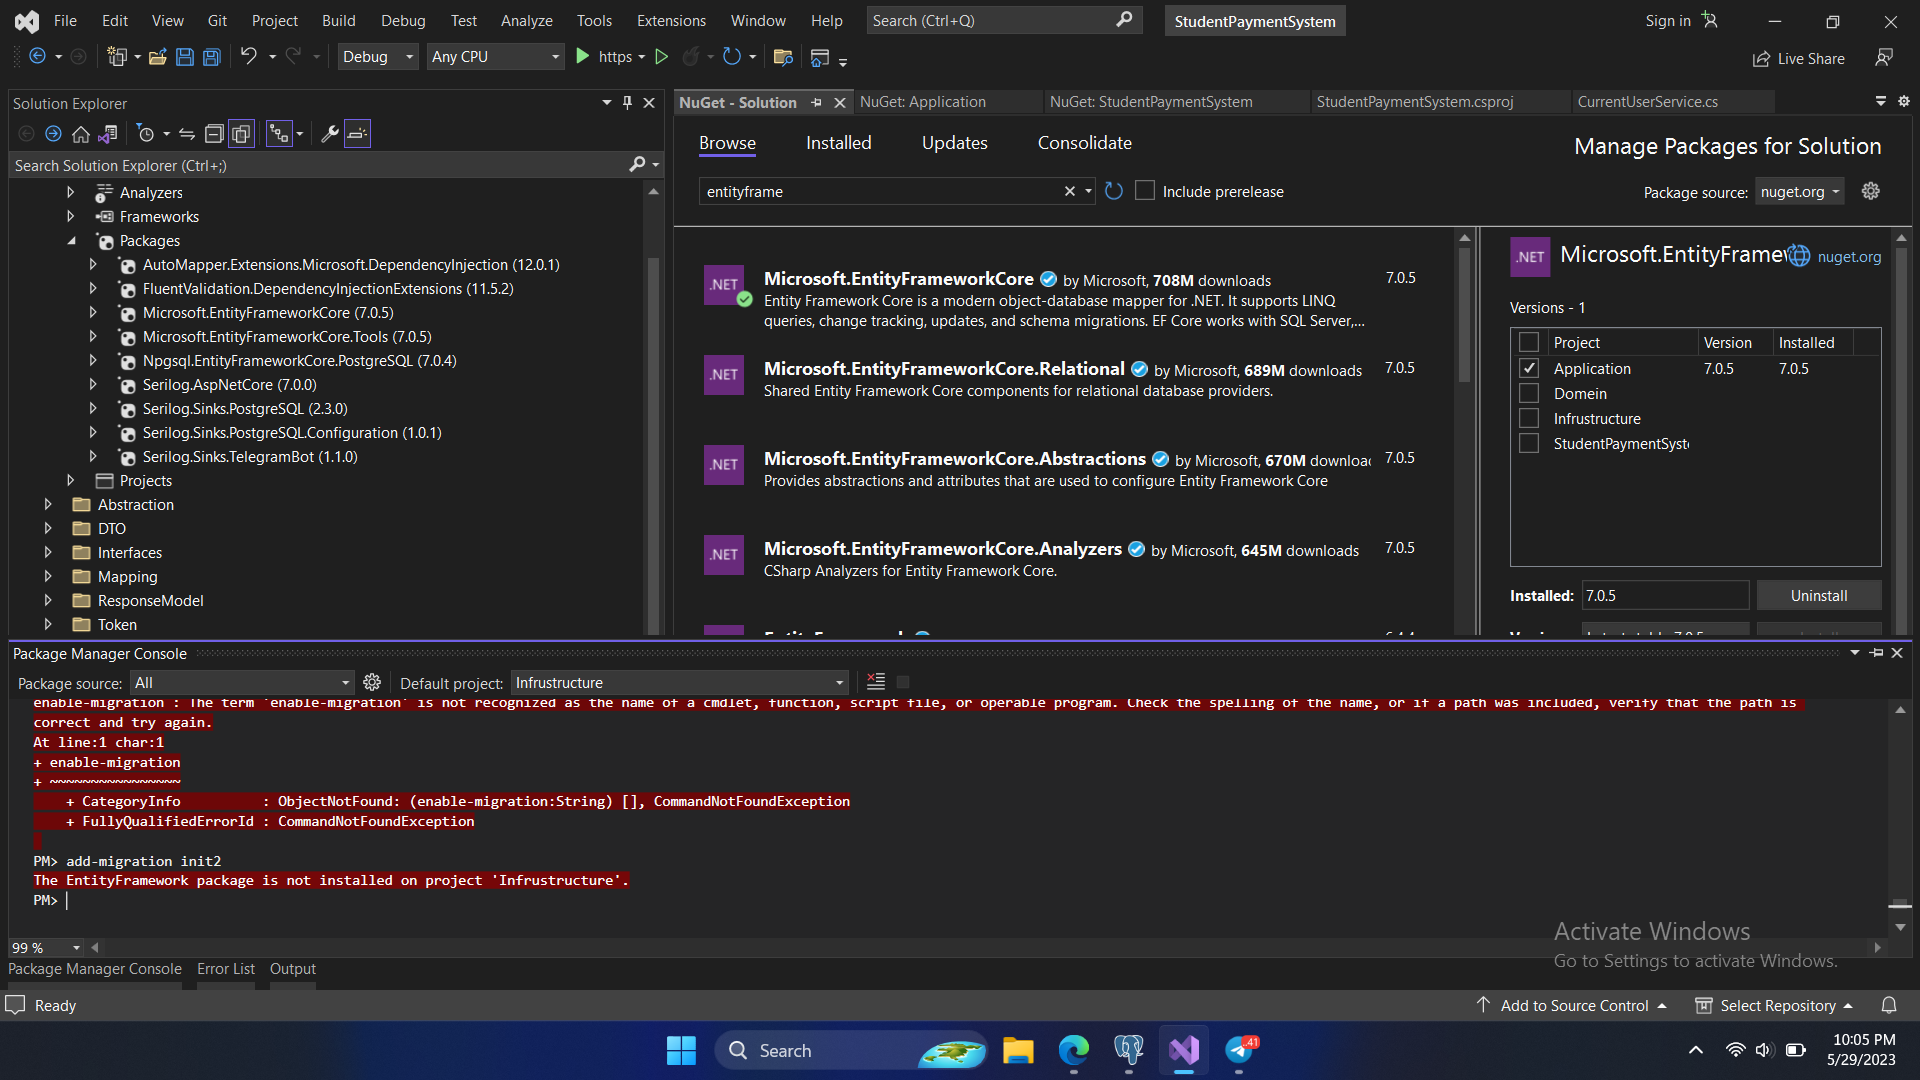 File Edit View Git Project Build Debug Test Analyze Tools Extensions Window Help Search (Ctrl+Q) StudentPaymentSystem Sign in
Debug Any CPU https Live Share
Solution Explorer
NuGet - Solution NuGet: Application NuGet: StudentPaymentSystem StudentPaymentSystem.csproj CurrentUserService.cs
Search Solution Explorer (Ctrl+;)
Analyzers
Frameworks
Packages
AutoMapper.Extensions.Microsoft.DependencyInjection (12.0.1)
FluentValidation.DependencyInjectionExtensions (11.5.2)
Microsoft.EntityFrameworkCore (7.0.5)
Microsoft.EntityFrameworkCore.Tools (7.0.5)
Npgsql.EntityFrameworkCore.PostgreSQL (7.0.4)
Serilog.AspNetCore (7.0.0)
Serilog.Sinks.PostgreSQL (2.3.0)
Serilog.Sinks.PostgreSQL.Configuration (1.0.1)
Serilog.Sinks.TelegramBot (1.1.0)
Projects
Abstraction
DTO
Interfaces
Mapping
ResponseModel
Token
Browse Installed Updates Consolidate
Manage Packages for Solution
entityframe Include prerelease
Package source: nuget.org
.NET Microsoft.EntityFrameworkCore by Microsoft, 708M downloads 7.0.5
Entity Framework Core is a modern object-database mapper for .NET. It supports LINQ
queries, change tracking, updates, and schema migrations. EF Core works with SQL Server,...
.NET Microsoft.EntityFrameworkCore.Relational by Microsoft, 689M downloads 7.0.5
Shared Entity Framework Core components for relational database providers.
.NET Microsoft.EntityFrameworkCore.Abstractions by Microsoft, 670M downloa 7.0.5
Provides abstractions and attributes that are used to configure Entity Framework Core
.NET Microsoft.EntityFrameworkCore.Analyzers by Microsoft, 645M downloads 7.0.5
CSharp Analyzers for Entity Framework Core.
.NET Microsoft.EntityFrame nuget.org
Versions - 1
Project Version Installed
Application 7.0.5 7.0.5
Domein
Infrustructure
StudentPaymentSyst
Installed: 7.0.5 Uninstall
Package Manager Console
Package source: All Default project: Infrustructure
enable-migration : The term 'enable-migration' is not recognized as the name of a cmdlet, function, script file, or operable program. Check the spelling of the name, or if a path was included, verify that the path is
correct and try again.
At line:1 char:1
+ enable-migration
+ ~~~~~~~~~~~~~~~~
+ CategoryInfo : ObjectNotFound: (enable-migration:String) [], CommandNotFoundException
+ FullyQualifiedErrorId : CommandNotFoundException
PM> add-migration init2
The EntityFramework package is not installed on project 'Infrustructure'.
PM>
Activate Windows
Go to Settings to activate Windows.
99 %
Package Manager Console Error List Output
Ready Add to Source Control Select Repository
Search 41 10:05 PM
5/29/2023